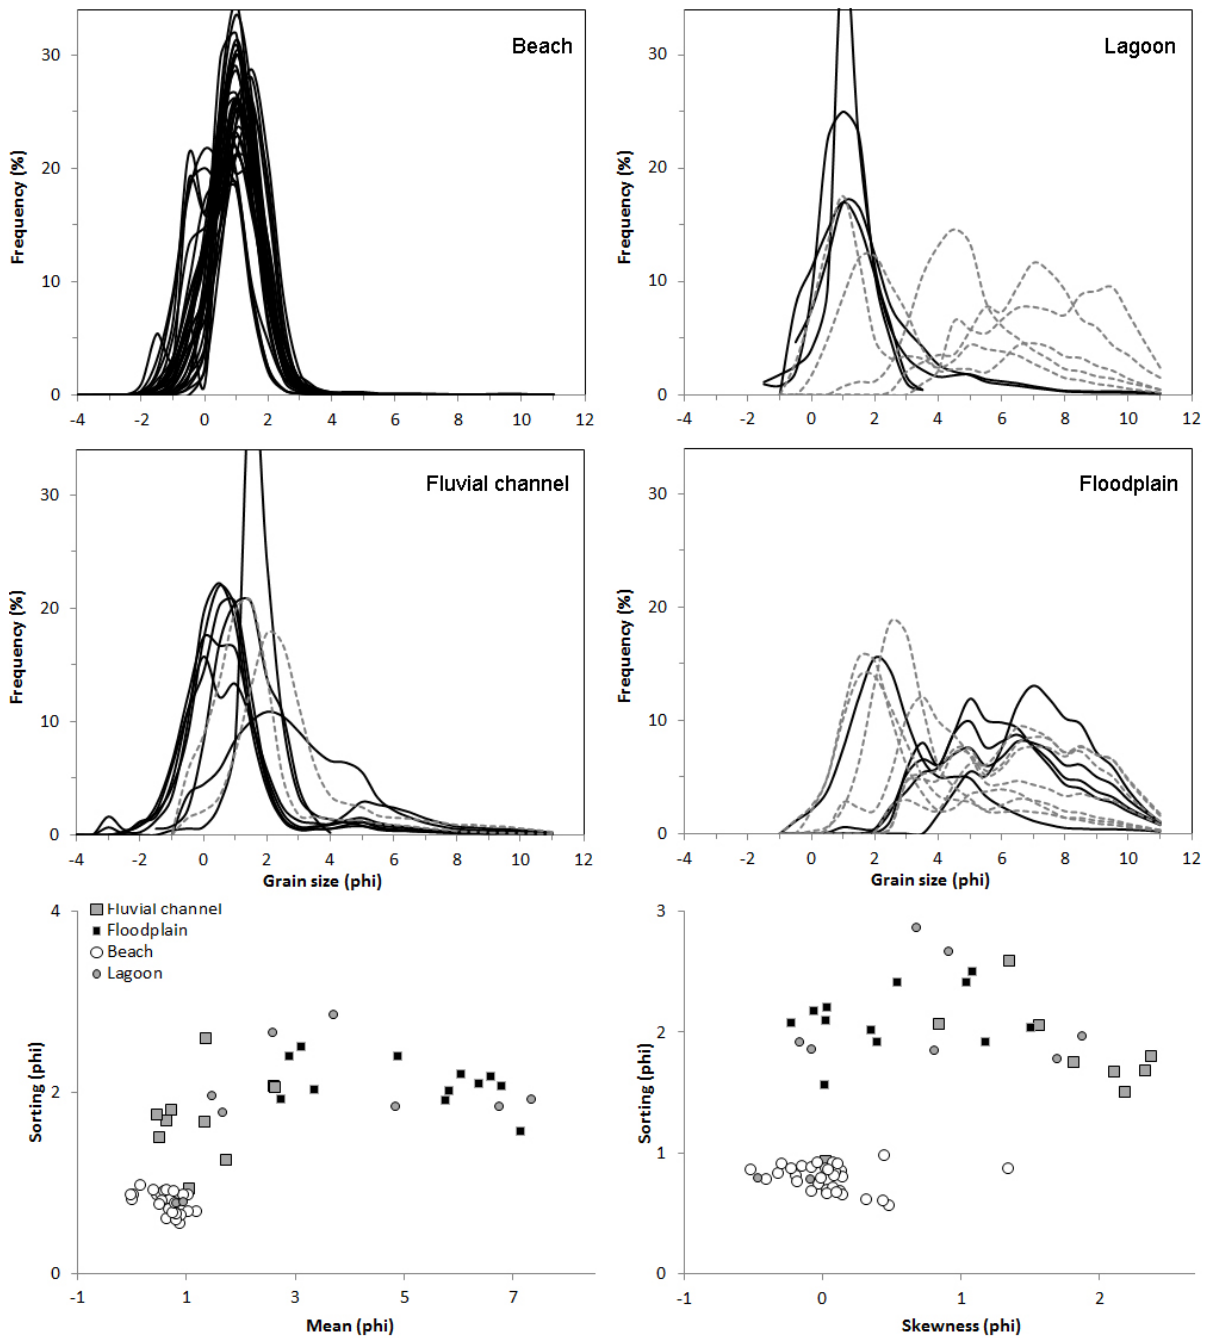 Beach
Frequency (%)
30
20
10
0
-4 -2 0 2 4 6 8 10 12
Lagoon
Frequency (%)
30
20
10
0
-4 -2 0 2 4 6 8 10 12
Fluvial channel
Frequency (%)
30
20
10
0
-4 -2 0 2 4 6 8 10 12
Grain size (phi)
Floodplain
Frequency (%)
30
20
10
0
-4 -2 0 2 4 6 8 10 12
Grain size (phi)
Fluvial channel
Floodplain
Beach
Lagoon
Sorting (phi)
4
2
0
-1 1 3 5 7
Mean (phi)
Sorting (phi)
3
2
1
0
-1 0 1 2
Skewness (phi)